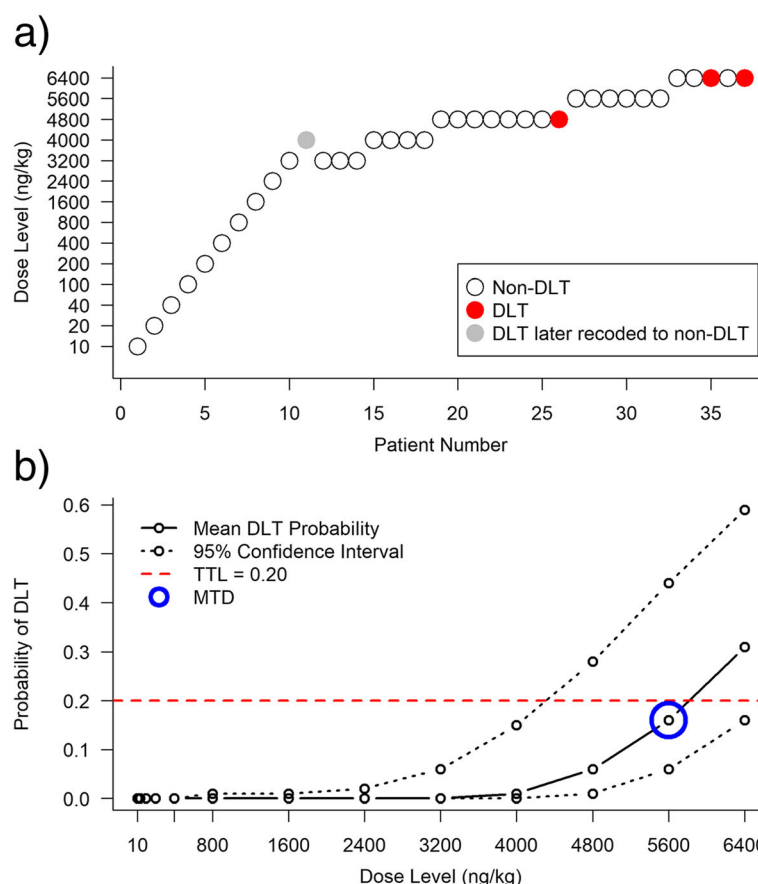 a)
Dose Level (ng/kg)
6400
5600
4800
4000
3200
2400
1600
800
400
200
100
40
20
10
Non-DLT
DLT
DLT later recoded to non-DLT
0 5 10 15 20 25 30 35
Patient Number
b)
Probability of DLT
0.6
0.5
0.4
0.3
0.2
0.1
0.0
Mean DLT Probability
95% Confidence Interval
TTL = 0.20
MTD
10 800 1600 2400 3200 4000 4800 5600 6400
Dose Level (ng/kg)